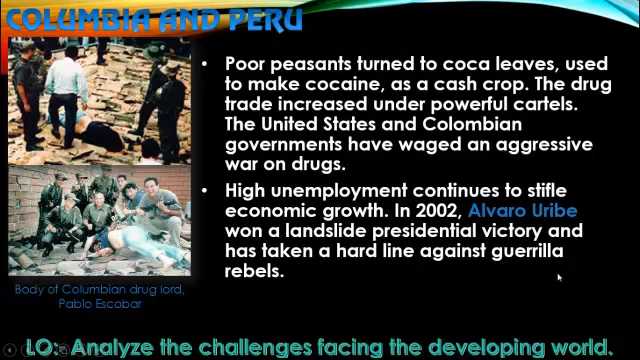 COLUMBIA AND PERU
• Poor peasants turned to coca leaves, used
to make cocaine, as a cash crop. The drug
trade increased under powerful cartels.
The United States and Colombian
governments have waged an aggressive
war on drugs.
• High unemployment continues to stifle
economic growth. In 2002, Alvaro Uribe
won a landslide presidential victory and
has taken a hard line against guerrilla
rebels.
Body of Columbian drug lord,
Pablo Escobar
LO: Analyze the challenges facing the developing world.